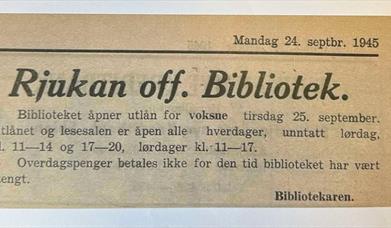 Mandag 24. septbr. 1945
Rjukan off. Bibliotek.
Biblioteket åpner utlån for voksne tirsdag 25. september.
tlånet og lesesalen er åpen alle hverdager, unntatt lørdag,
l. 11—14 og 17—20, lørdager kl. 11—17.
Overdagspenger betales ikke for den tid biblioteket har vært
tengt.
Bibliotekaren.